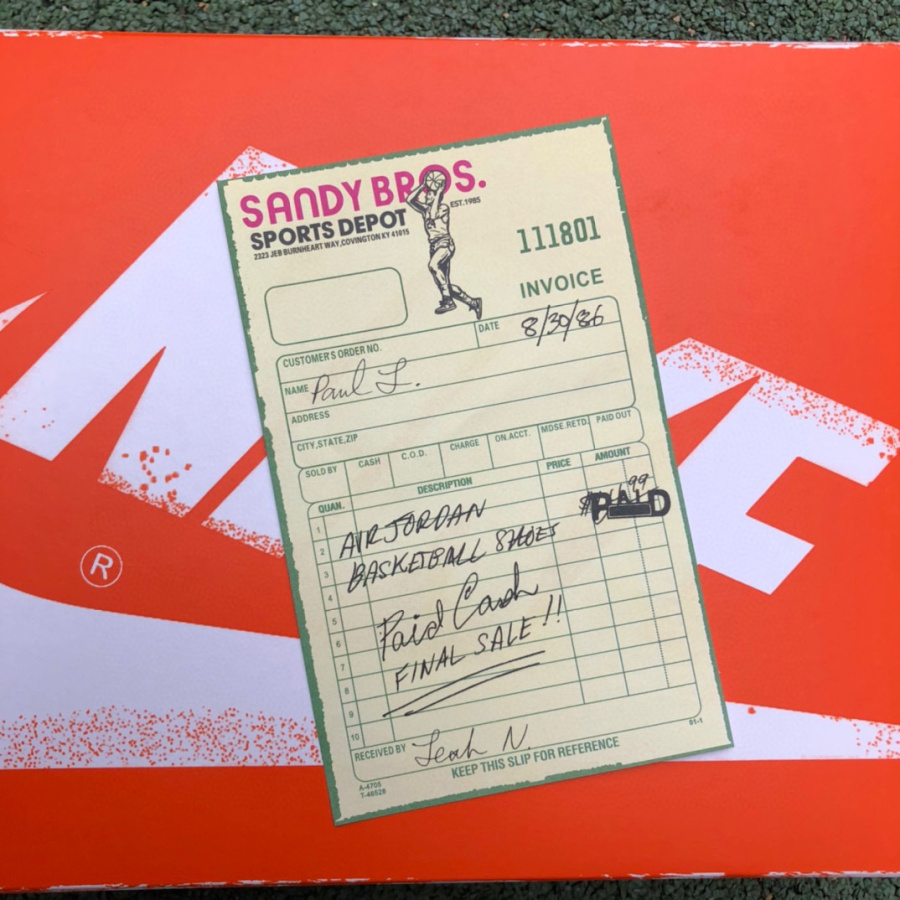 SANDY BROS.
EST. 1985
SPORTS DEPOT
2323 JEB BURNHEART WAY, COVINGTON KY 41015
111801
INVOICE
CUSTOMER'S ORDER NO.
DATE 8/30/86
NAME Paul J.
ADDRESS
CITY, STATE, ZIP
SOLD BY CASH C.O.D. CHARGE ON. ACCT. MDSE. RETD. PAID OUT
QUAN. DESCRIPTION PRICE AMOUNT
1 AIR JORDAN PAID
2 BASKETBALL SHOES
3
4
5 Paid Cash
6
7 FINAL SALE!!
8
9
10
RECEIVED BY Leah N.
61-1
KEEP THIS SLIP FOR REFERENCE
A-4705
T-46528
NIKE
®